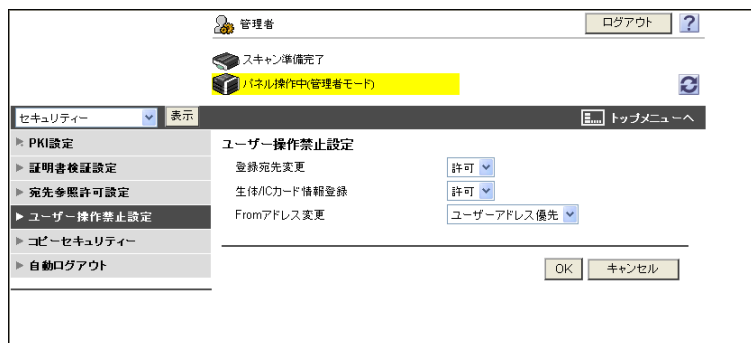 管理者
ログアウト
?
スキャン準備完了
パネル操作中(管理者モード)
セキュリティー
表示
トップメニューへ
PKI設定
証明書検証設定
宛先参照許可設定
ユーザー操作禁止設定
コピーセキュリティー
自動ログアウト
ユーザー操作禁止設定
登録宛先変更 許可
生体/ICカード情報登録 許可
Fromアドレス変更 ユーザーアドレス優先
OK キャンセル